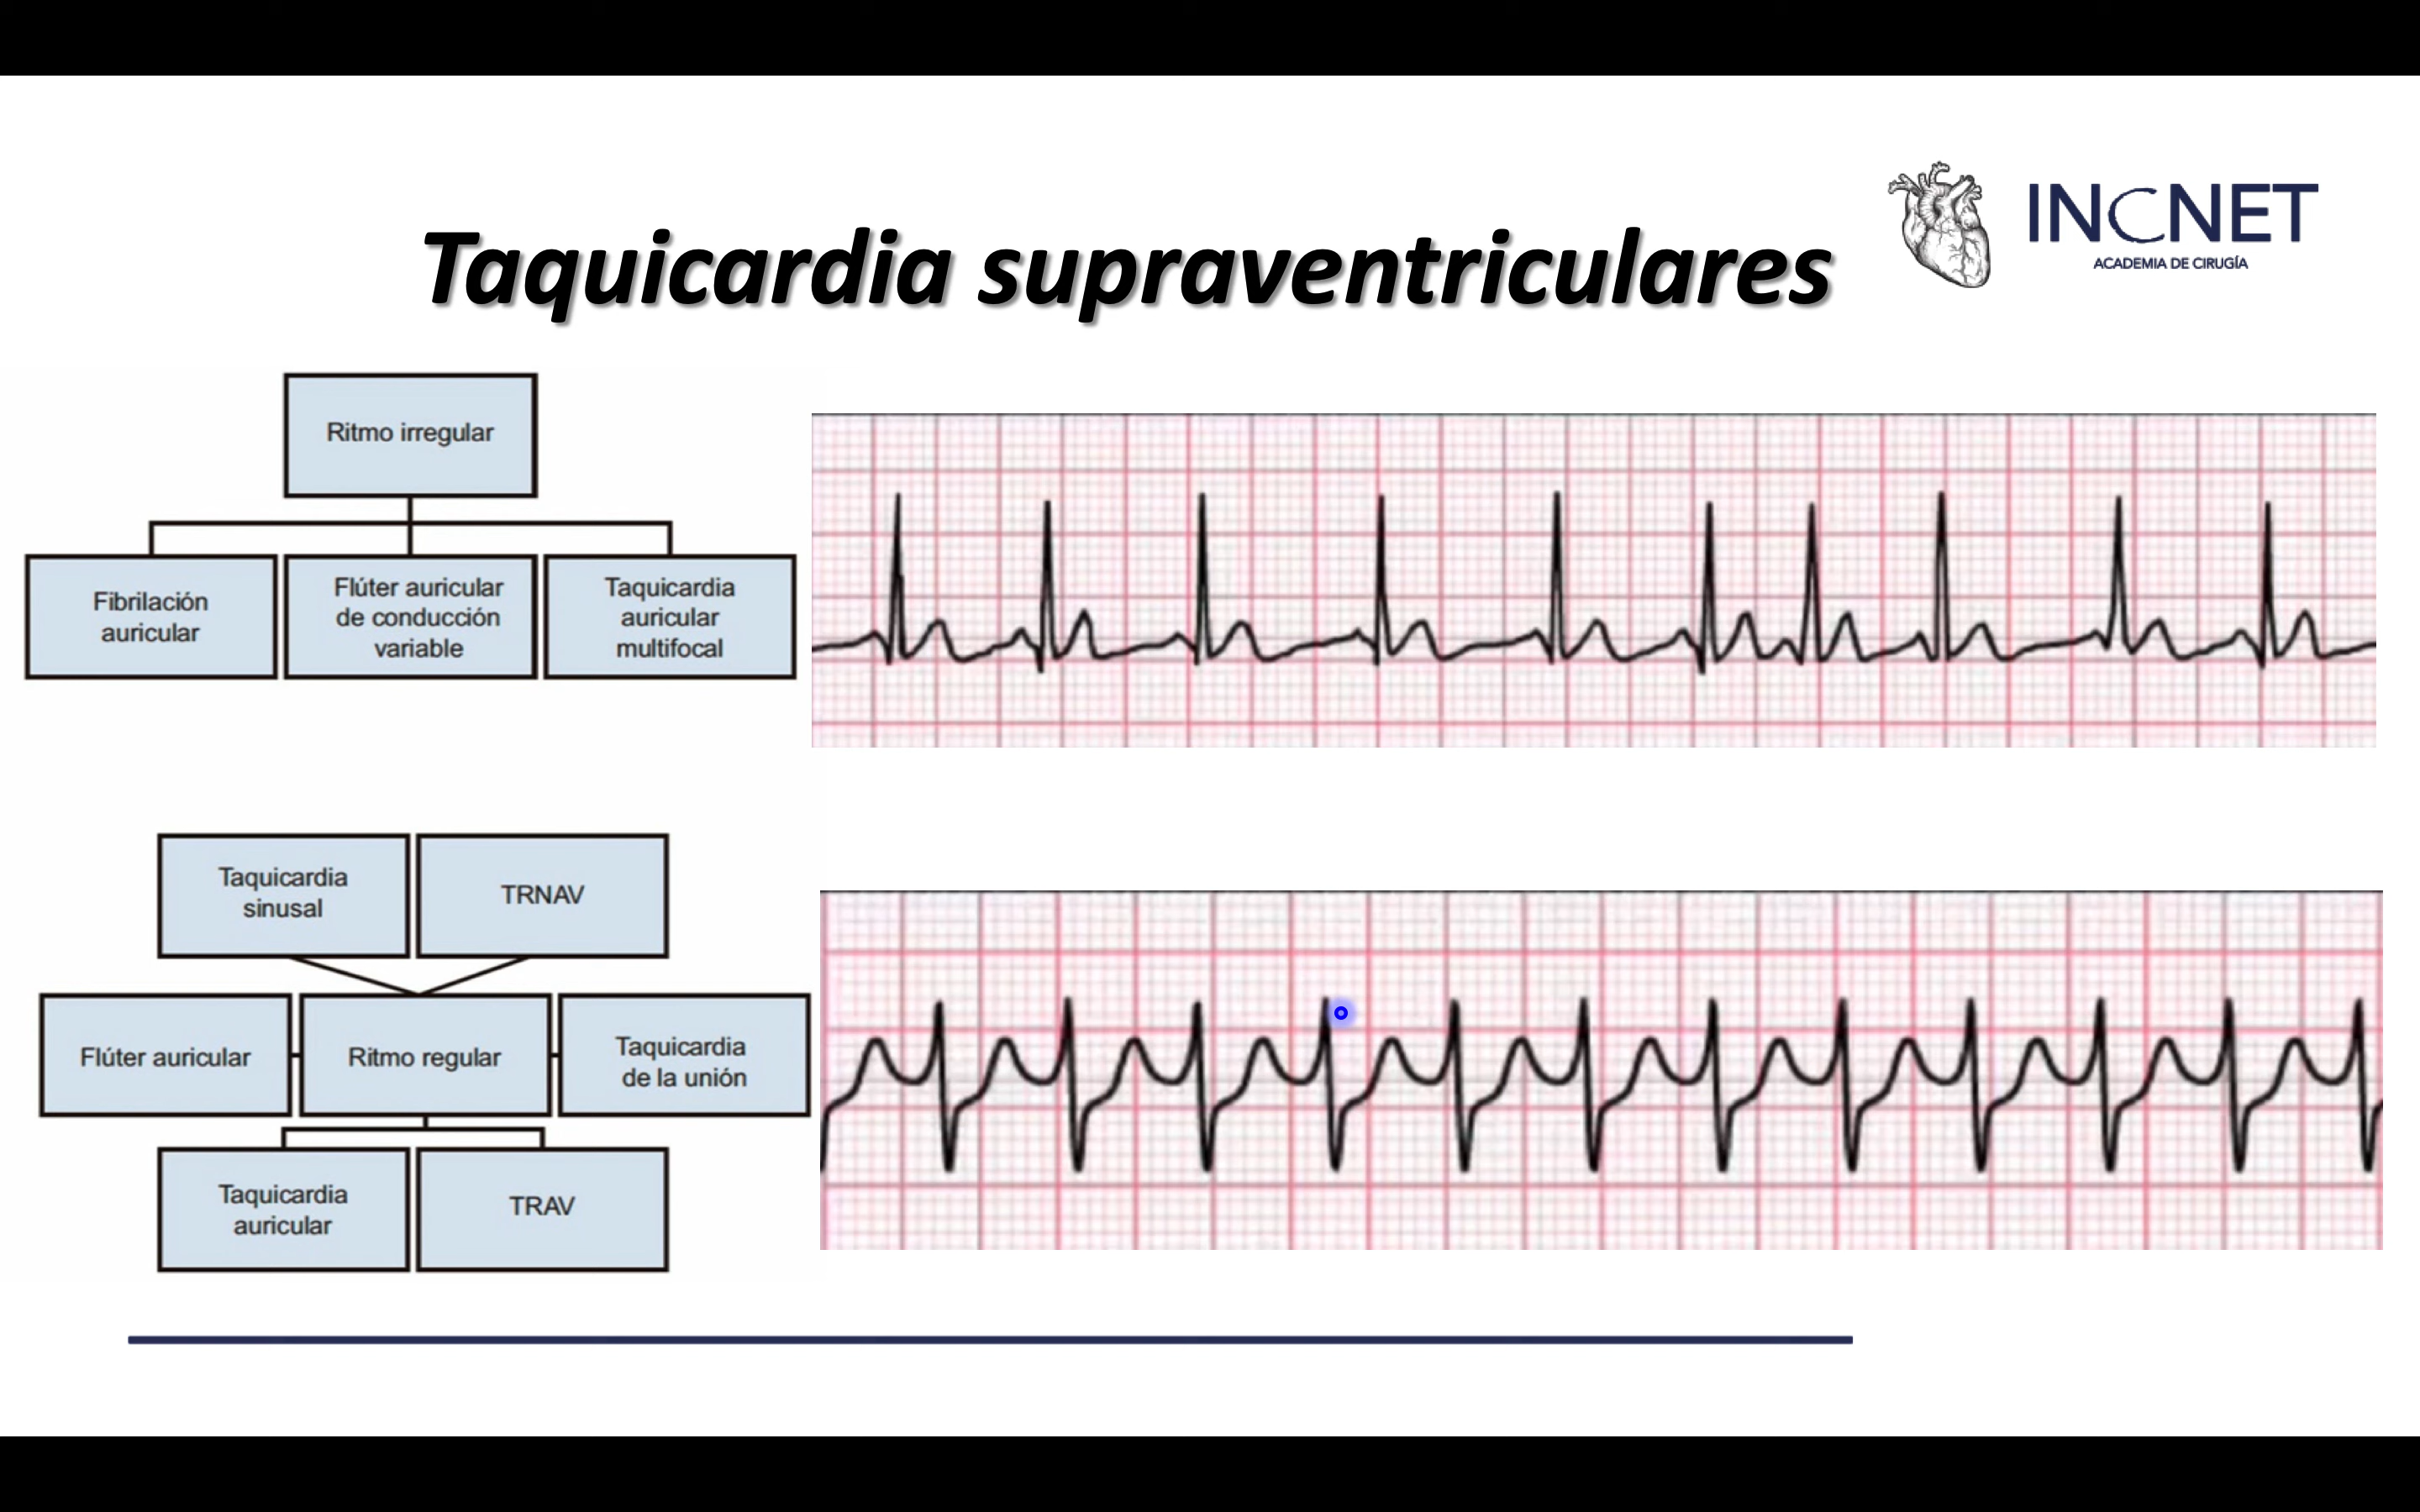 INCNET
ACADEMIA DE CIRUGÍA
Taquicardia supraventriculares
Ritmo irregular
Fibrilación
auricular
Flúter auricular
de conducción
variable
Taquicardia
auricular
multifocal
Taquicardia
sinusal
TRNAV
Flúter auricular
Ritmo regular
Taquicardia
de la unión
Taquicardia
auricular
TRAV